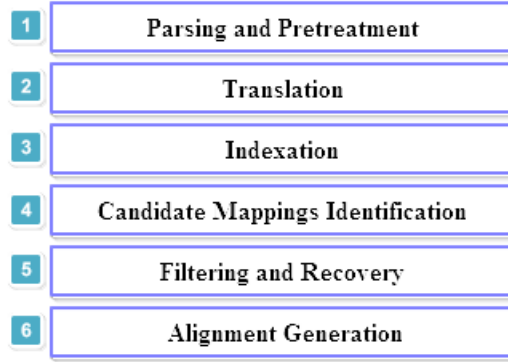 1 Parsing and Pretreatment
2 Translation
3 Indexation
4 Candidate Mappings Identification
5 Filtering and Recovery
6 Alignment Generation